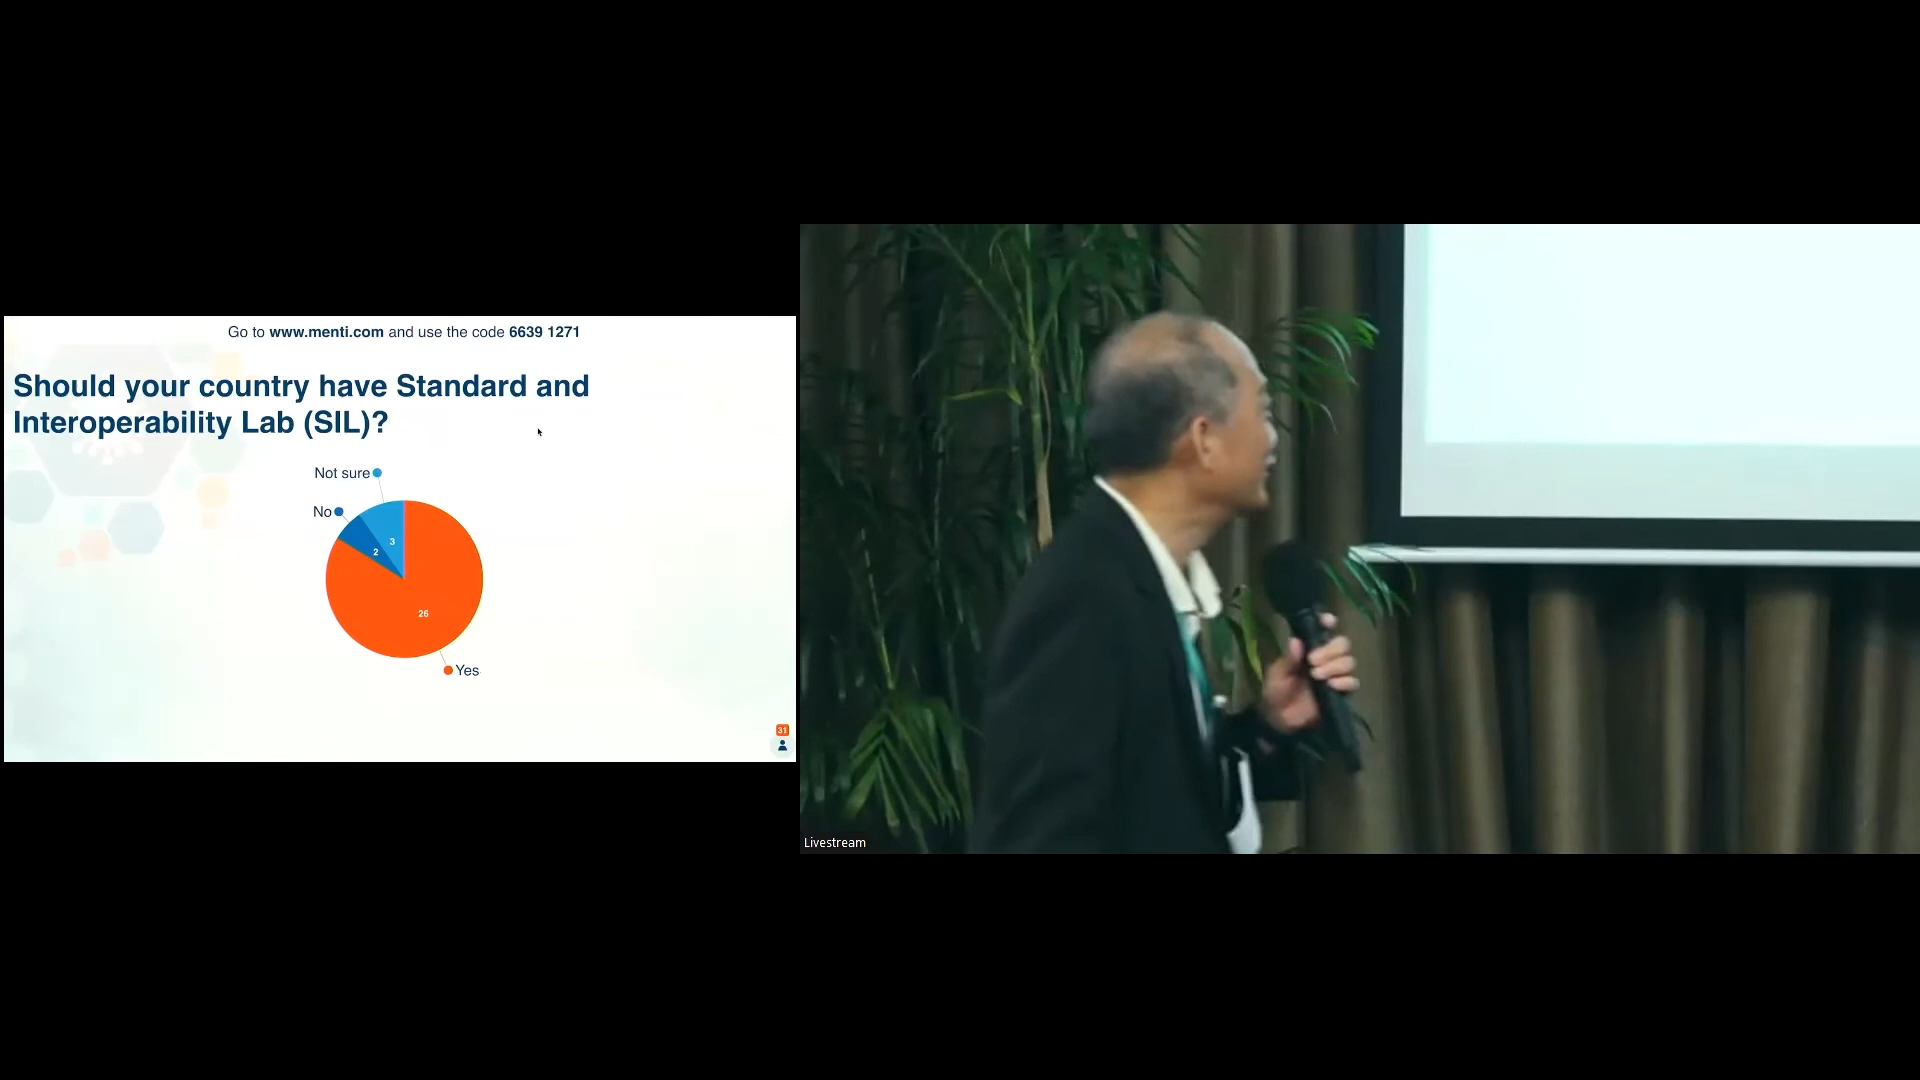 Go to www.menti.com and use the code 6639 1271
Should your country have Standard and
Interoperability Lab (SIL)?
Not sure
No
3
2
26
Yes
31
Livestream